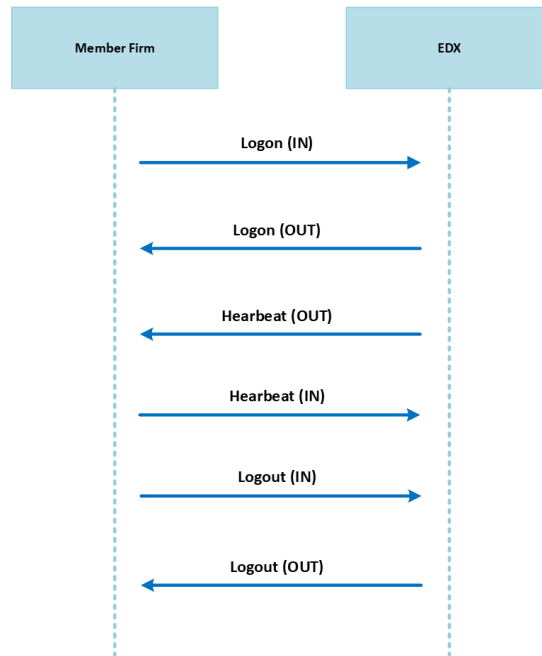 Member Firm
EDX
Logon (IN)
Logon (OUT)
Hearbeat (OUT)
Hearbeat (IN)
Logout (IN)
Logout (OUT)